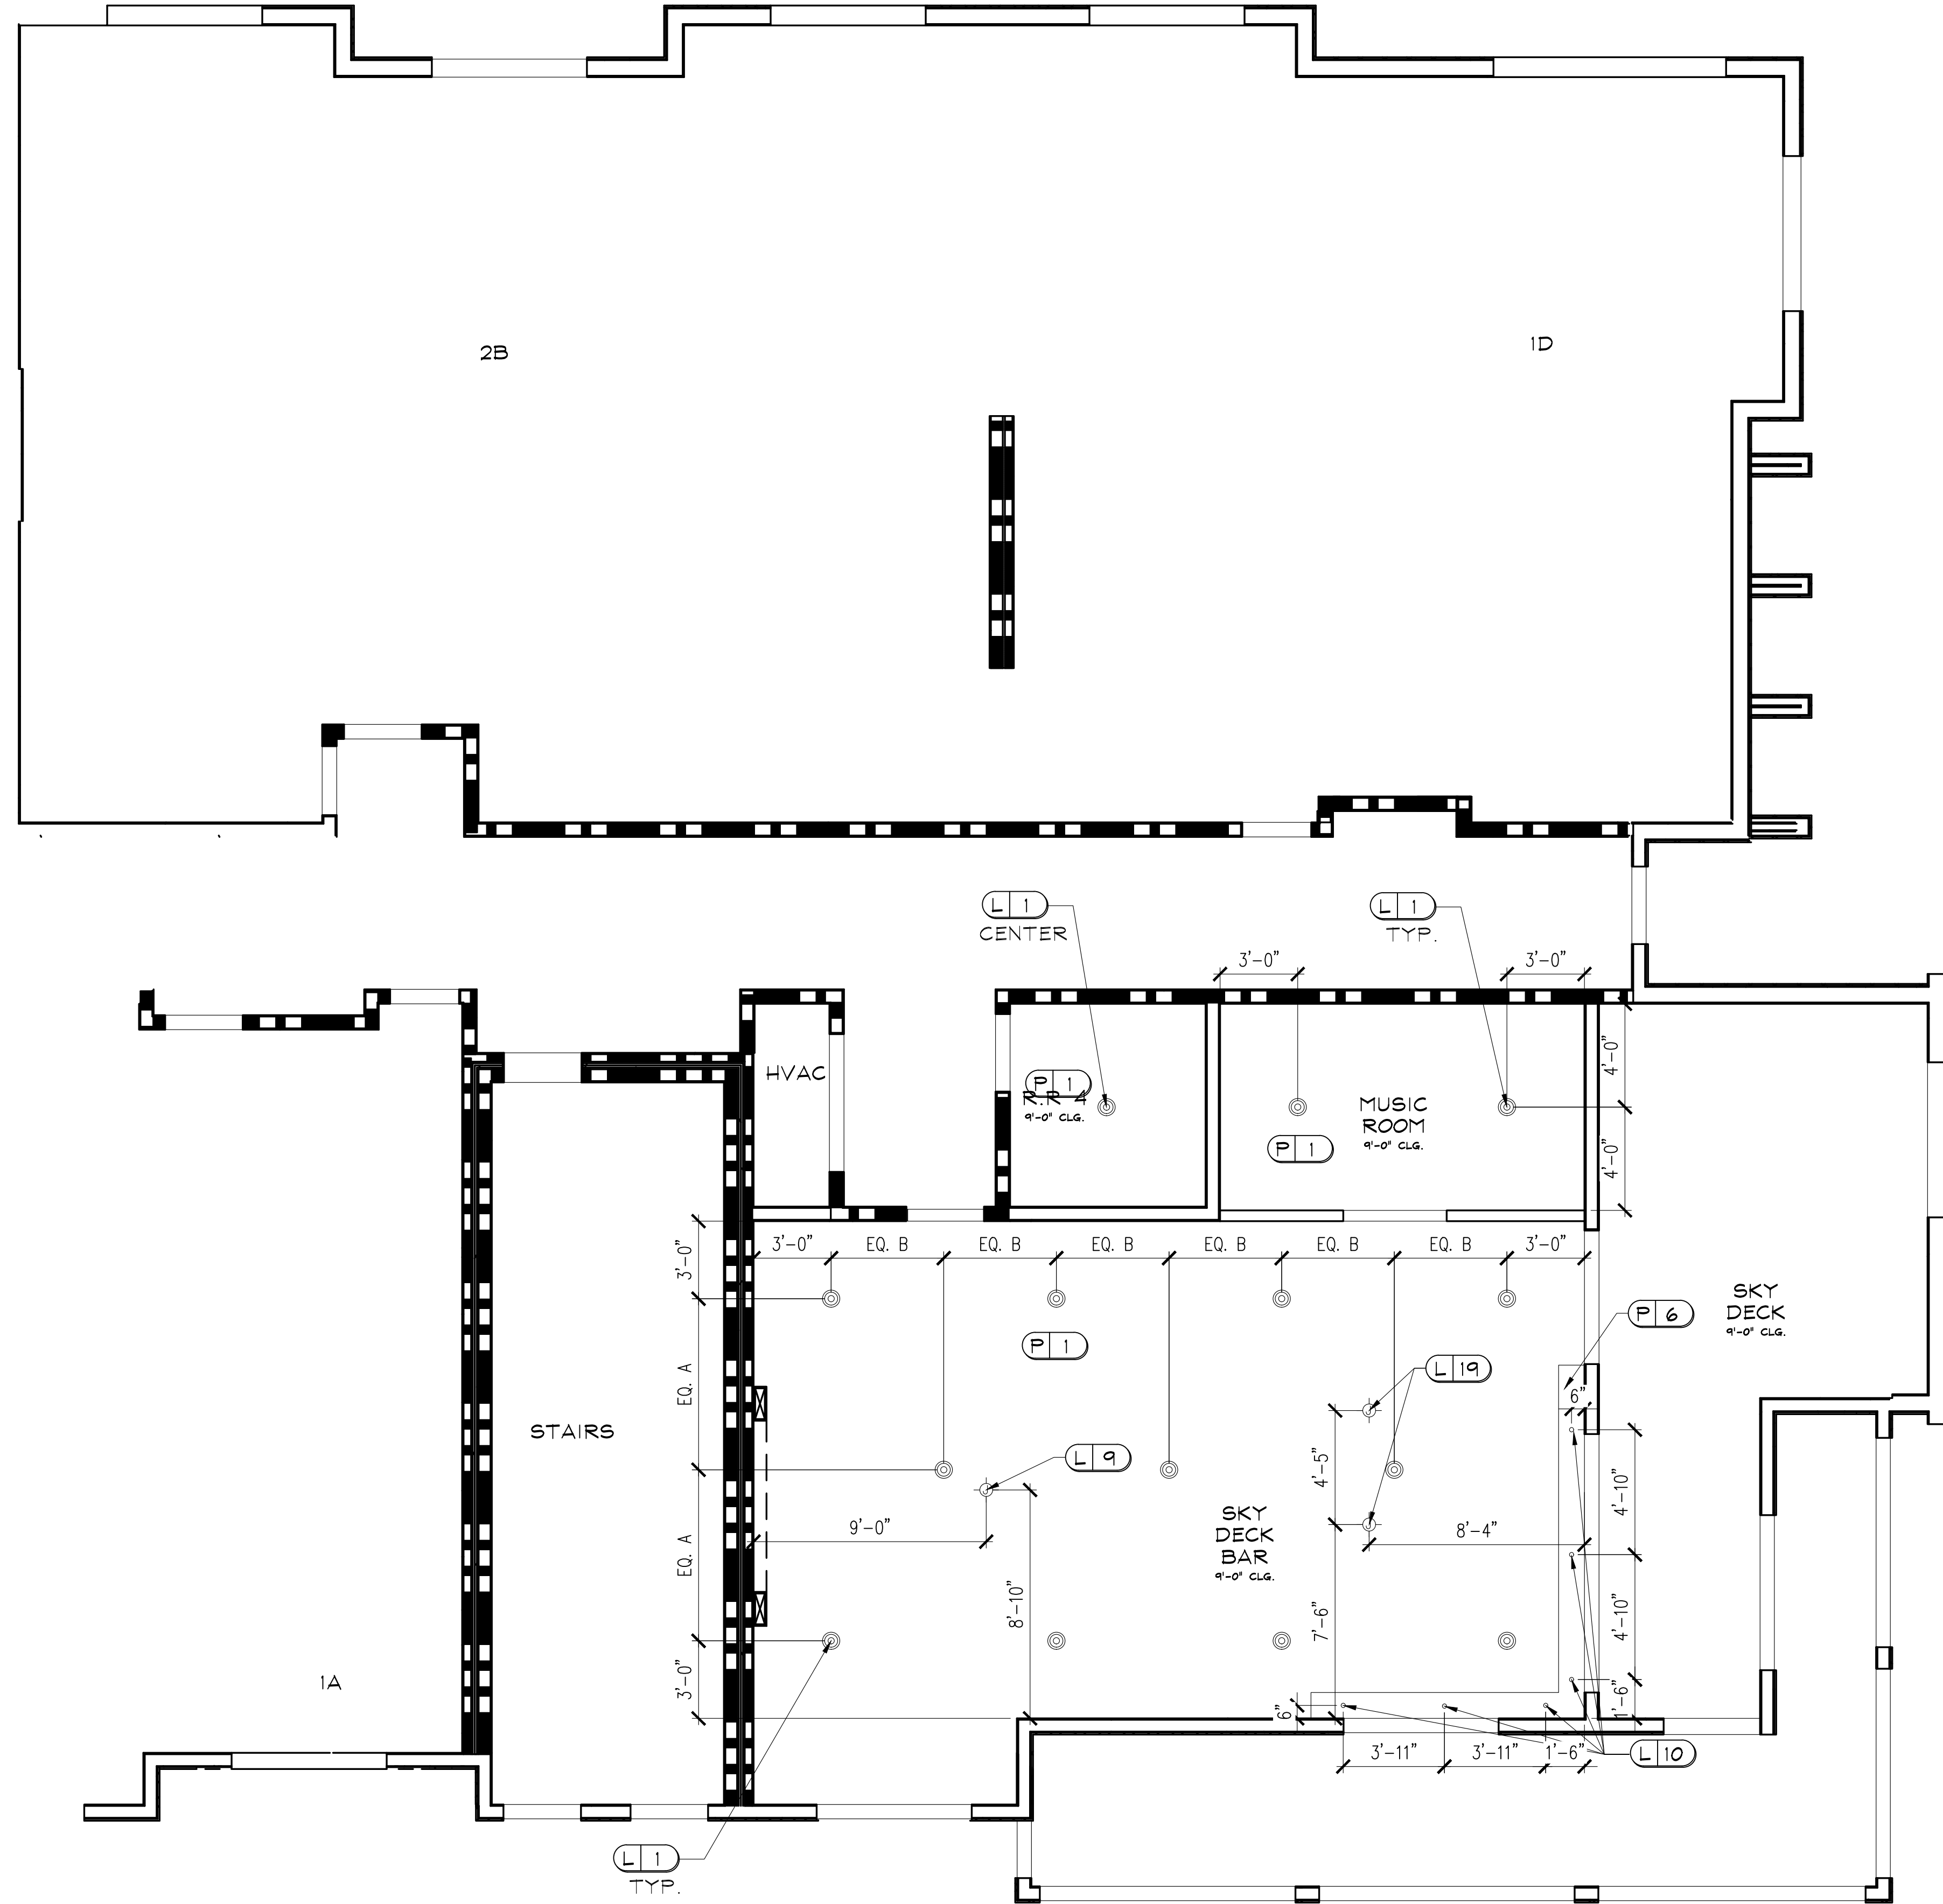 2B
1D
L 1
CENTER
L 1
TYP.
3'-0"
3'-0"
4'-0"
4'-0"
HVAC
P 1
R.R 4
9'-0" CLG.
MUSIC
ROOM
9'-0" CLG.
P 1
3'-0"
EQ. B
EQ. B
EQ. B
EQ. B
EQ. B
EQ. B
3'-0"
3'-0"
EQ. A
EQ. A
3'-0"
P 1
SKY
DECK
9'-0" CLG.
P 6
L 19
6"
STAIRS
L 9
4'-5"
4'-10"
9'-0"
SKY
DECK
BAR
9'-0" CLG.
8'-4"
8'-10"
7'-6"
4'-10"
1A
1'-6"
6"
3'-11"
3'-11"
1'-6"
L 10
L 1
TYP.